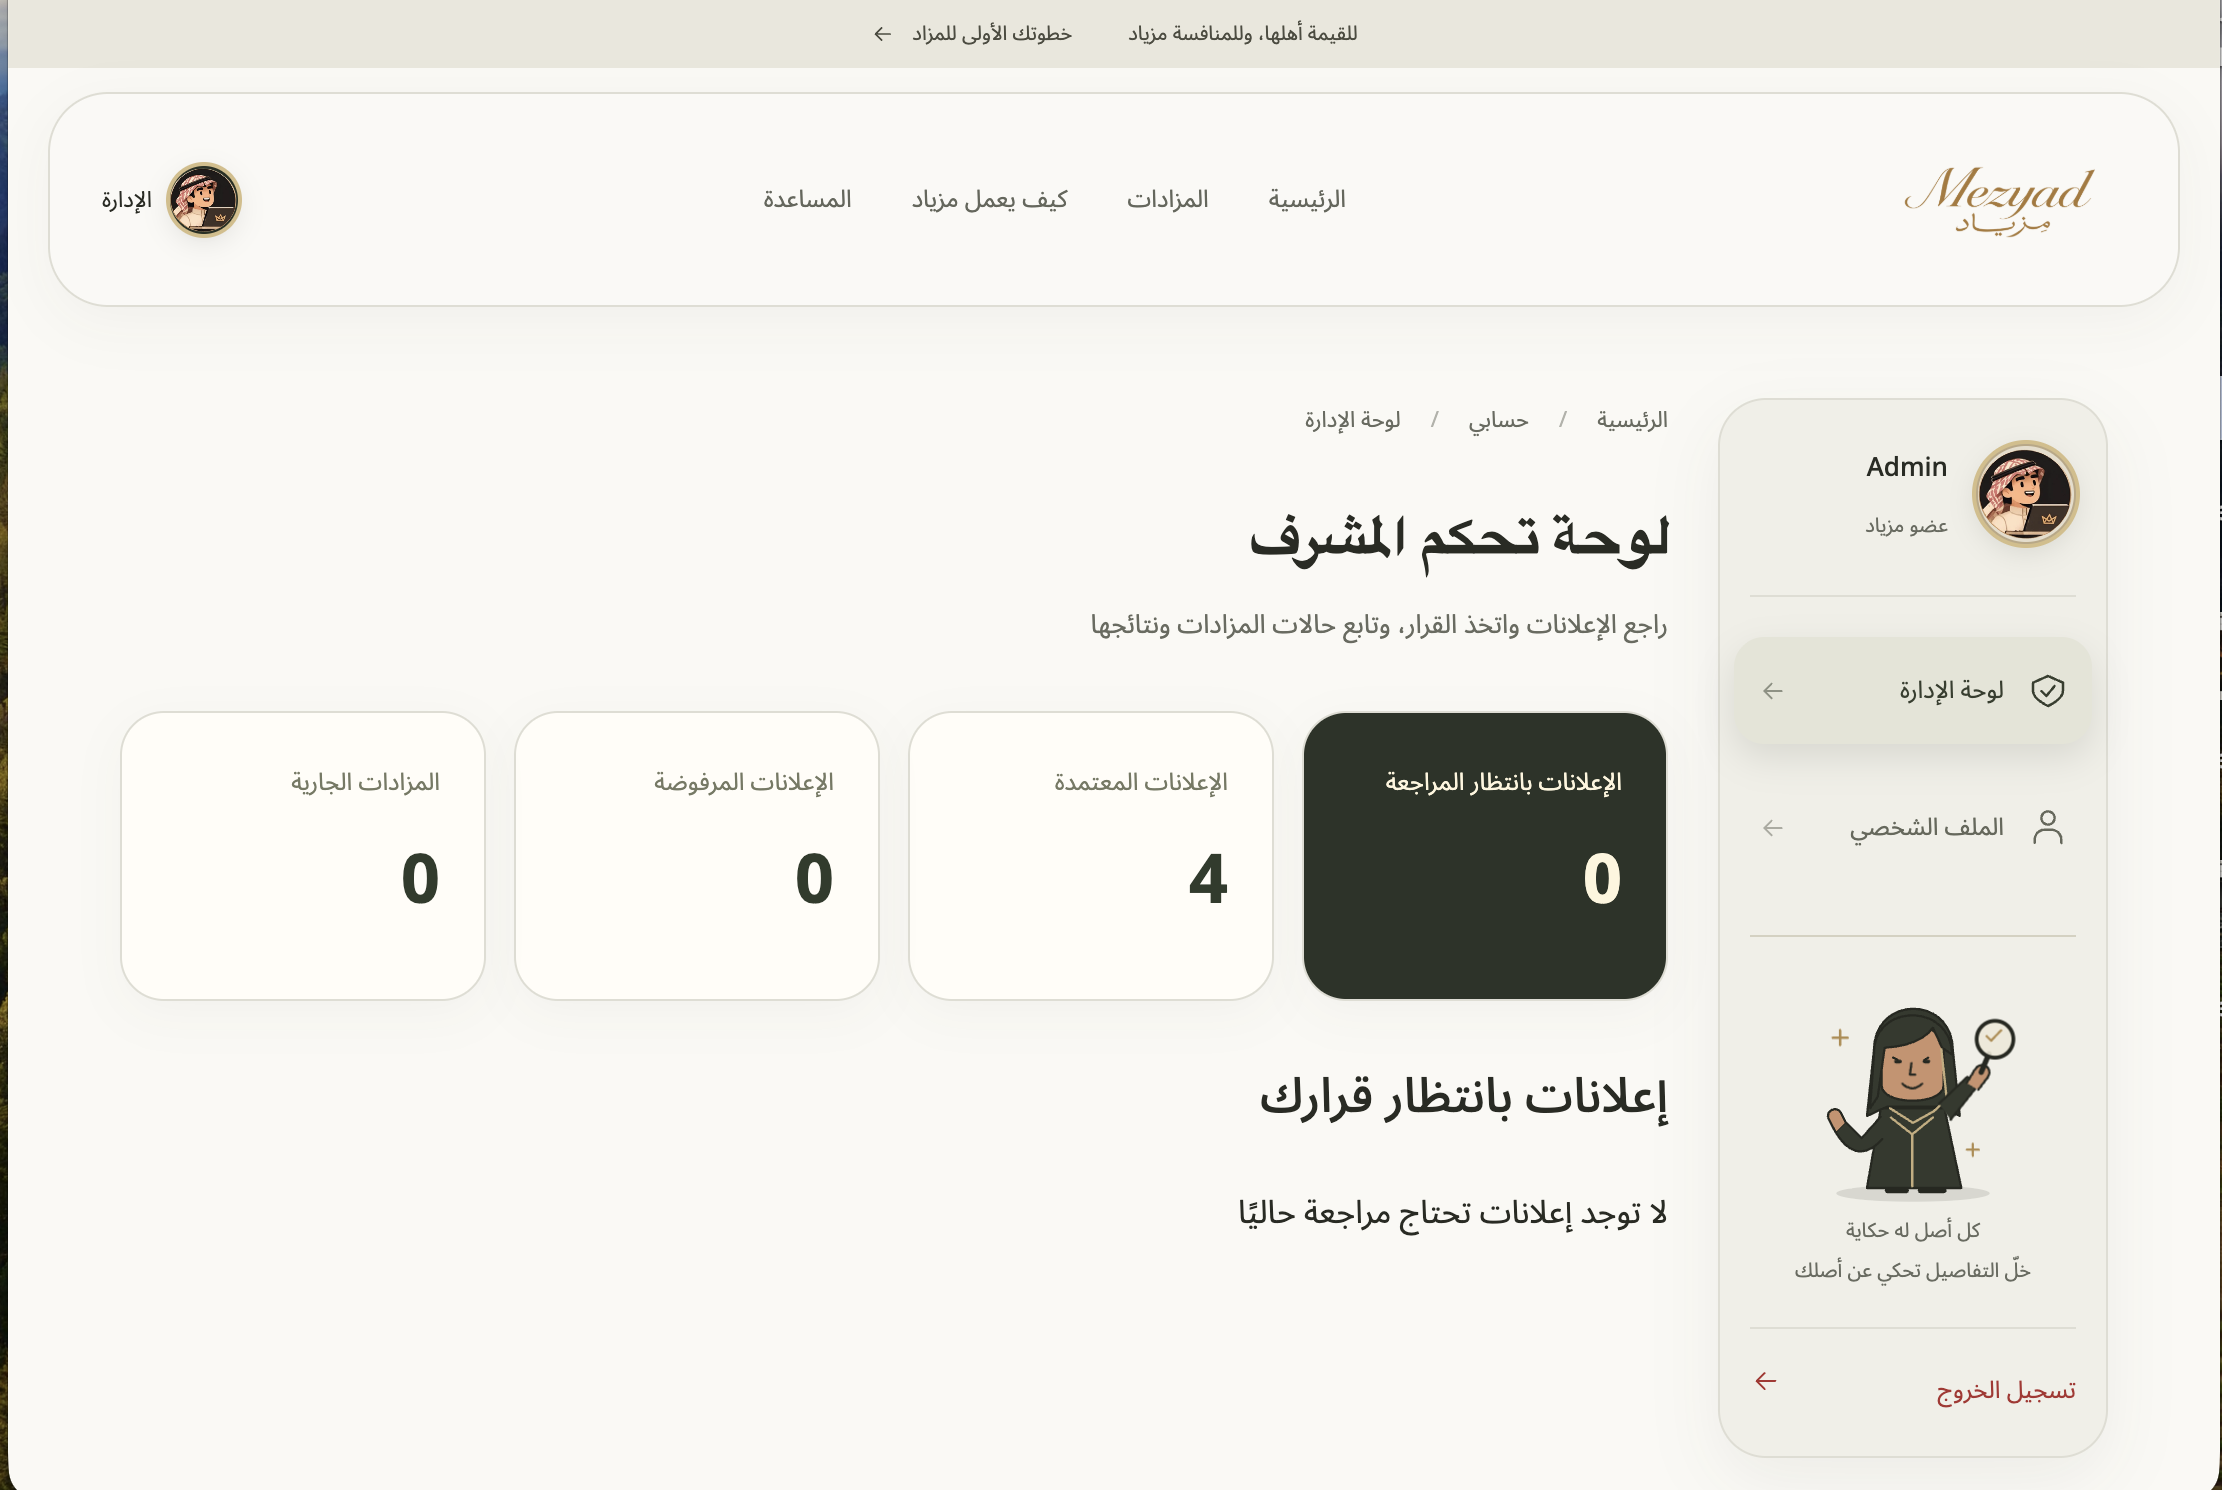 للقيمة أهلها، وللمنافسة مزياد خطوتك الأولى للمزاد ←
Mezyad
مزياد
الرئيسية المزادات كيف يعمل مزياد المساعدة
الإدارة
Admin
عضو مزياد
لوحة الإدارة ←
الملف الشخصي ←
كل أصل له حكاية
خلّ التفاصيل تحكي عن أصلك
تسجيل الخروج ←
الرئيسية / حسابي / لوحة الإدارة
لوحة تحكم المشرف
راجع الإعلانات واتخذ القرار، وتابع حالات المزادات ونتائجها
الإعلانات بانتظار المراجعة
0
الإعلانات المعتمدة
4
الإعلانات المرفوضة
0
المزادات الجارية
0
إعلانات بانتظار قرارك
لا توجد إعلانات تحتاج مراجعة حاليًا